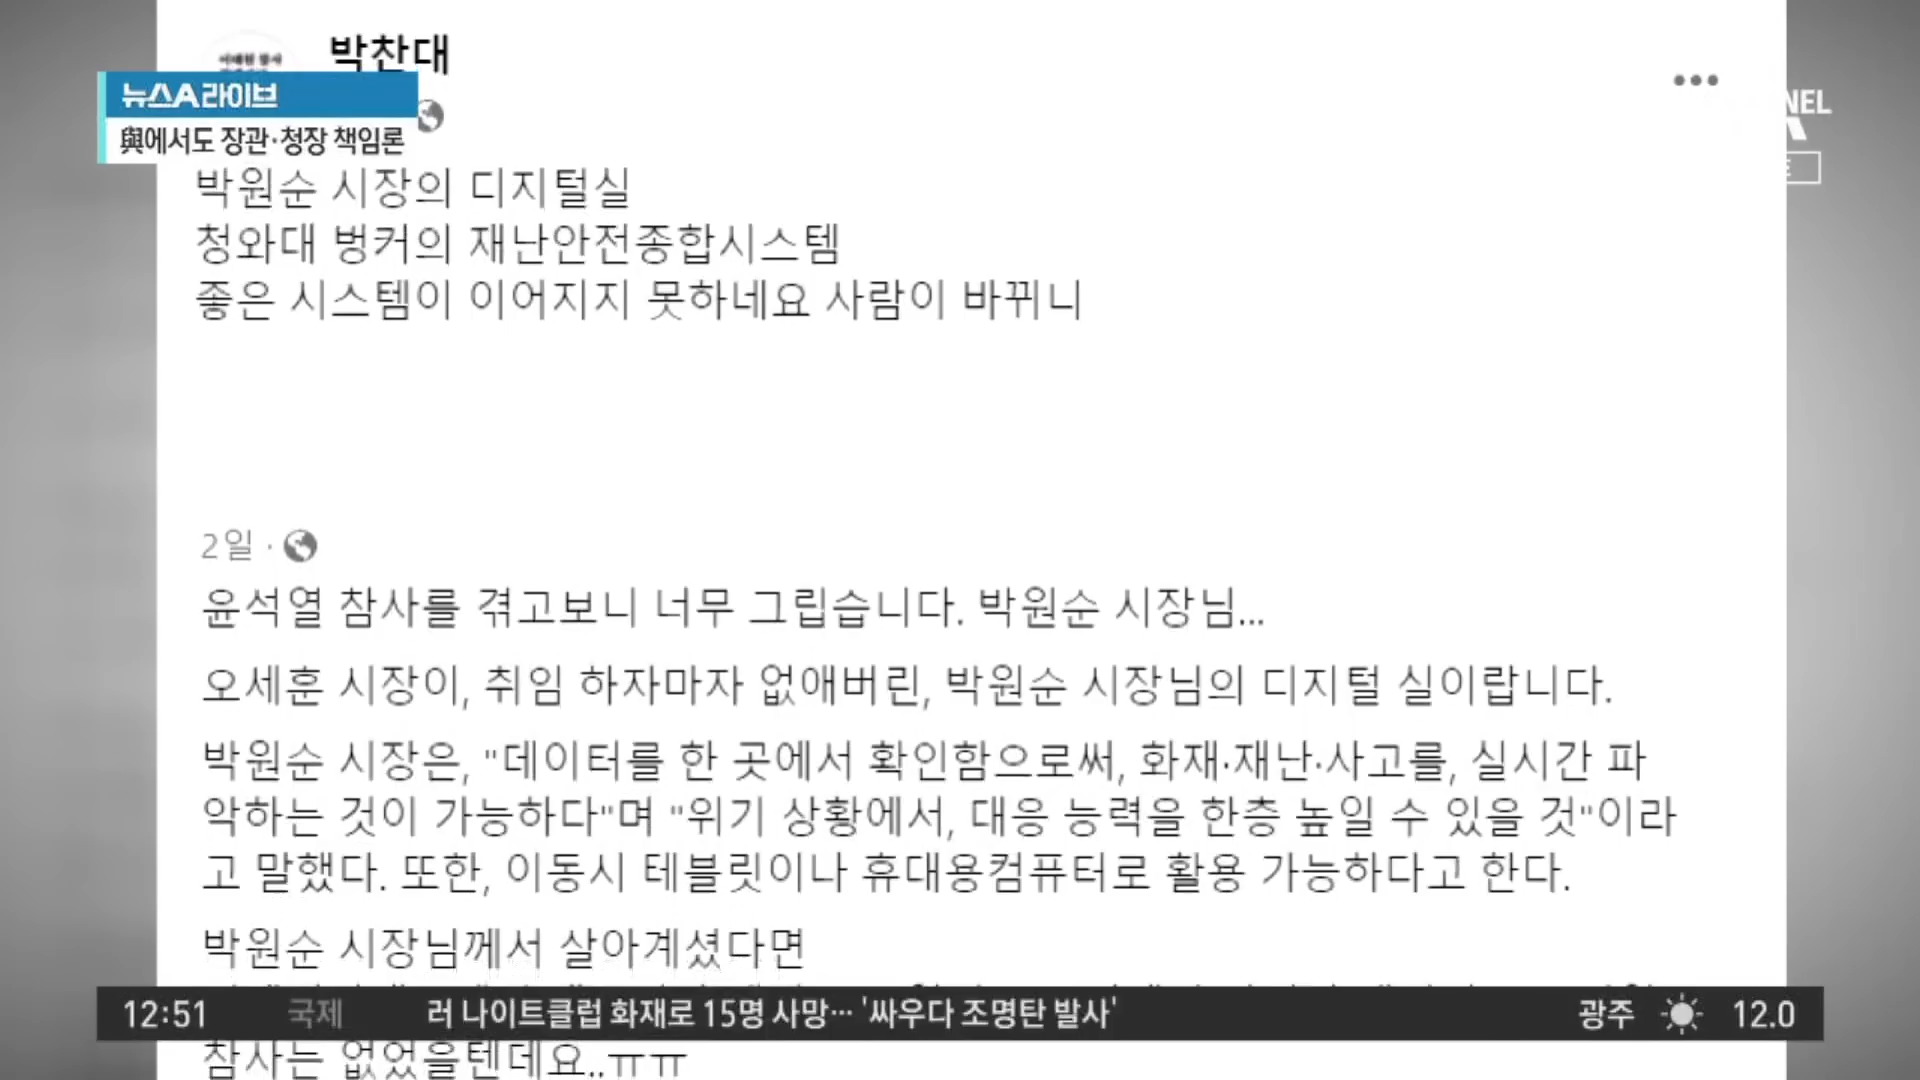 박찬대
뉴스A 라이브
與에서도 장관·청장 책임론
박원순 시장의 디지털실
청와대 벙커의 재난안전종합시스템
좋은 시스템이 이어지지 못하네요 사람이 바뀌니
2일 ·
윤석열 참사를 겪고보니 너무 그립습니다. 박원순 시장님...
오세훈 시장이, 취임 하자마자 없애버린, 박원순 시장님의 디지털 실이랍니다.
박원순 시장은, "데이터를 한 곳에서 확인함으로써, 화재·재난·사고를, 실시간 파
악하는 것이 가능하다"며 "위기 상황에서, 대응 능력을 한층 높일 수 있을 것"이라
고 말했다. 또한, 이동시 테블릿이나 휴대용컴퓨터로 활용 가능하다고 한다.
박원순 시장님께서 살아계셨다면
12:51 국제 러 나이트클럽 화재로 15명 사망… '싸우다 조명탄 발사' 광주 12.0
참사는 없었을텐데요..ㅠㅠ